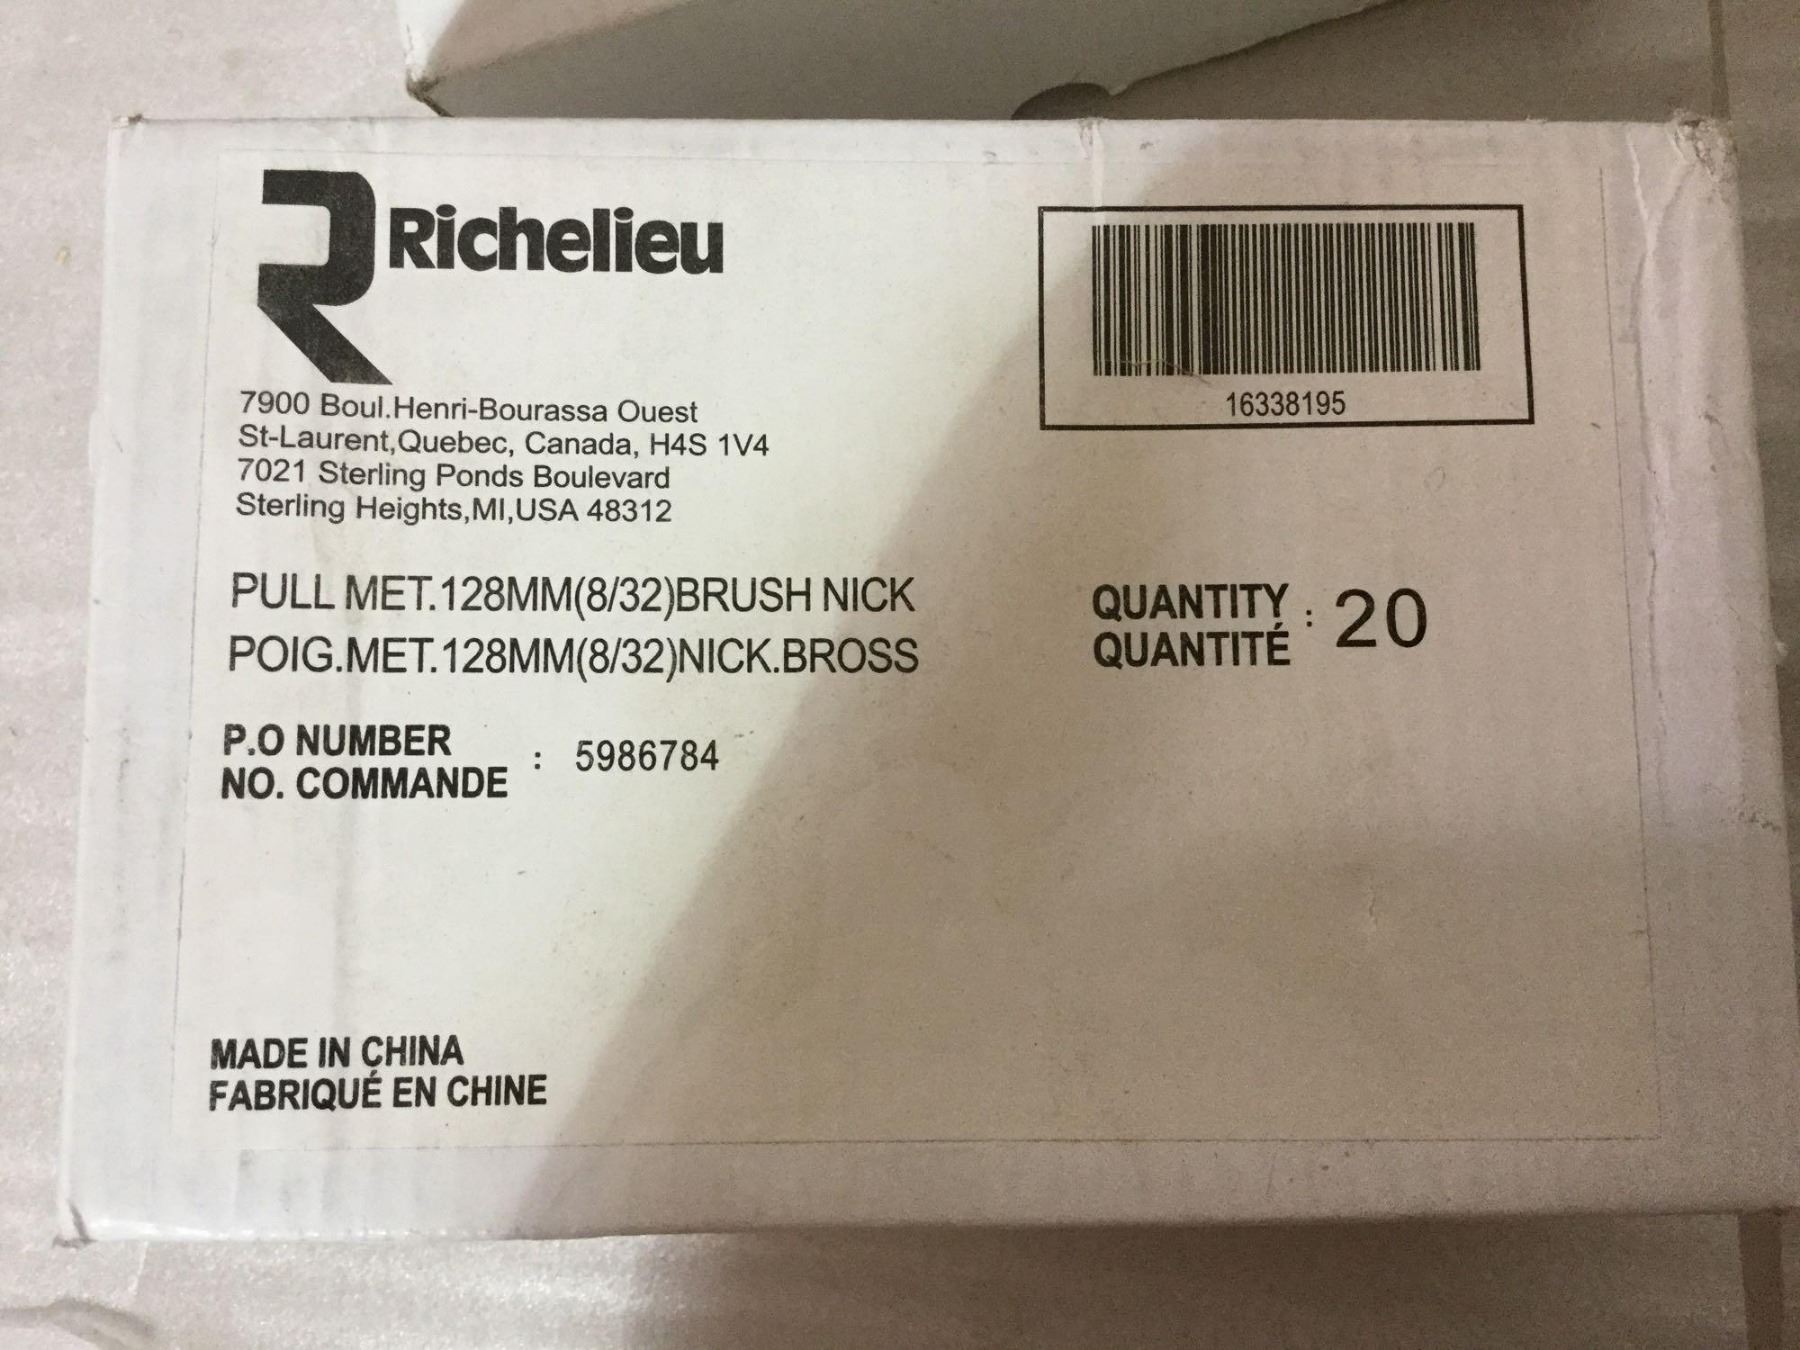 Richelieu
7900 Boul.Henri-Bourassa Ouest
St-Laurent,Quebec, Canada, H4S 1V4
7021 Sterling Ponds Boulevard
Sterling Heights,MI,USA 48312
16338195
PULL MET.128MM(8/32)BRUSH NICK
POIG.MET.128MM(8/32)NICK.BROSS
QUANTITY
QUANTITÉ : 20
P.O NUMBER
NO. COMMANDE : 5986784
MADE IN CHINA
FABRIQUÉ EN CHINE